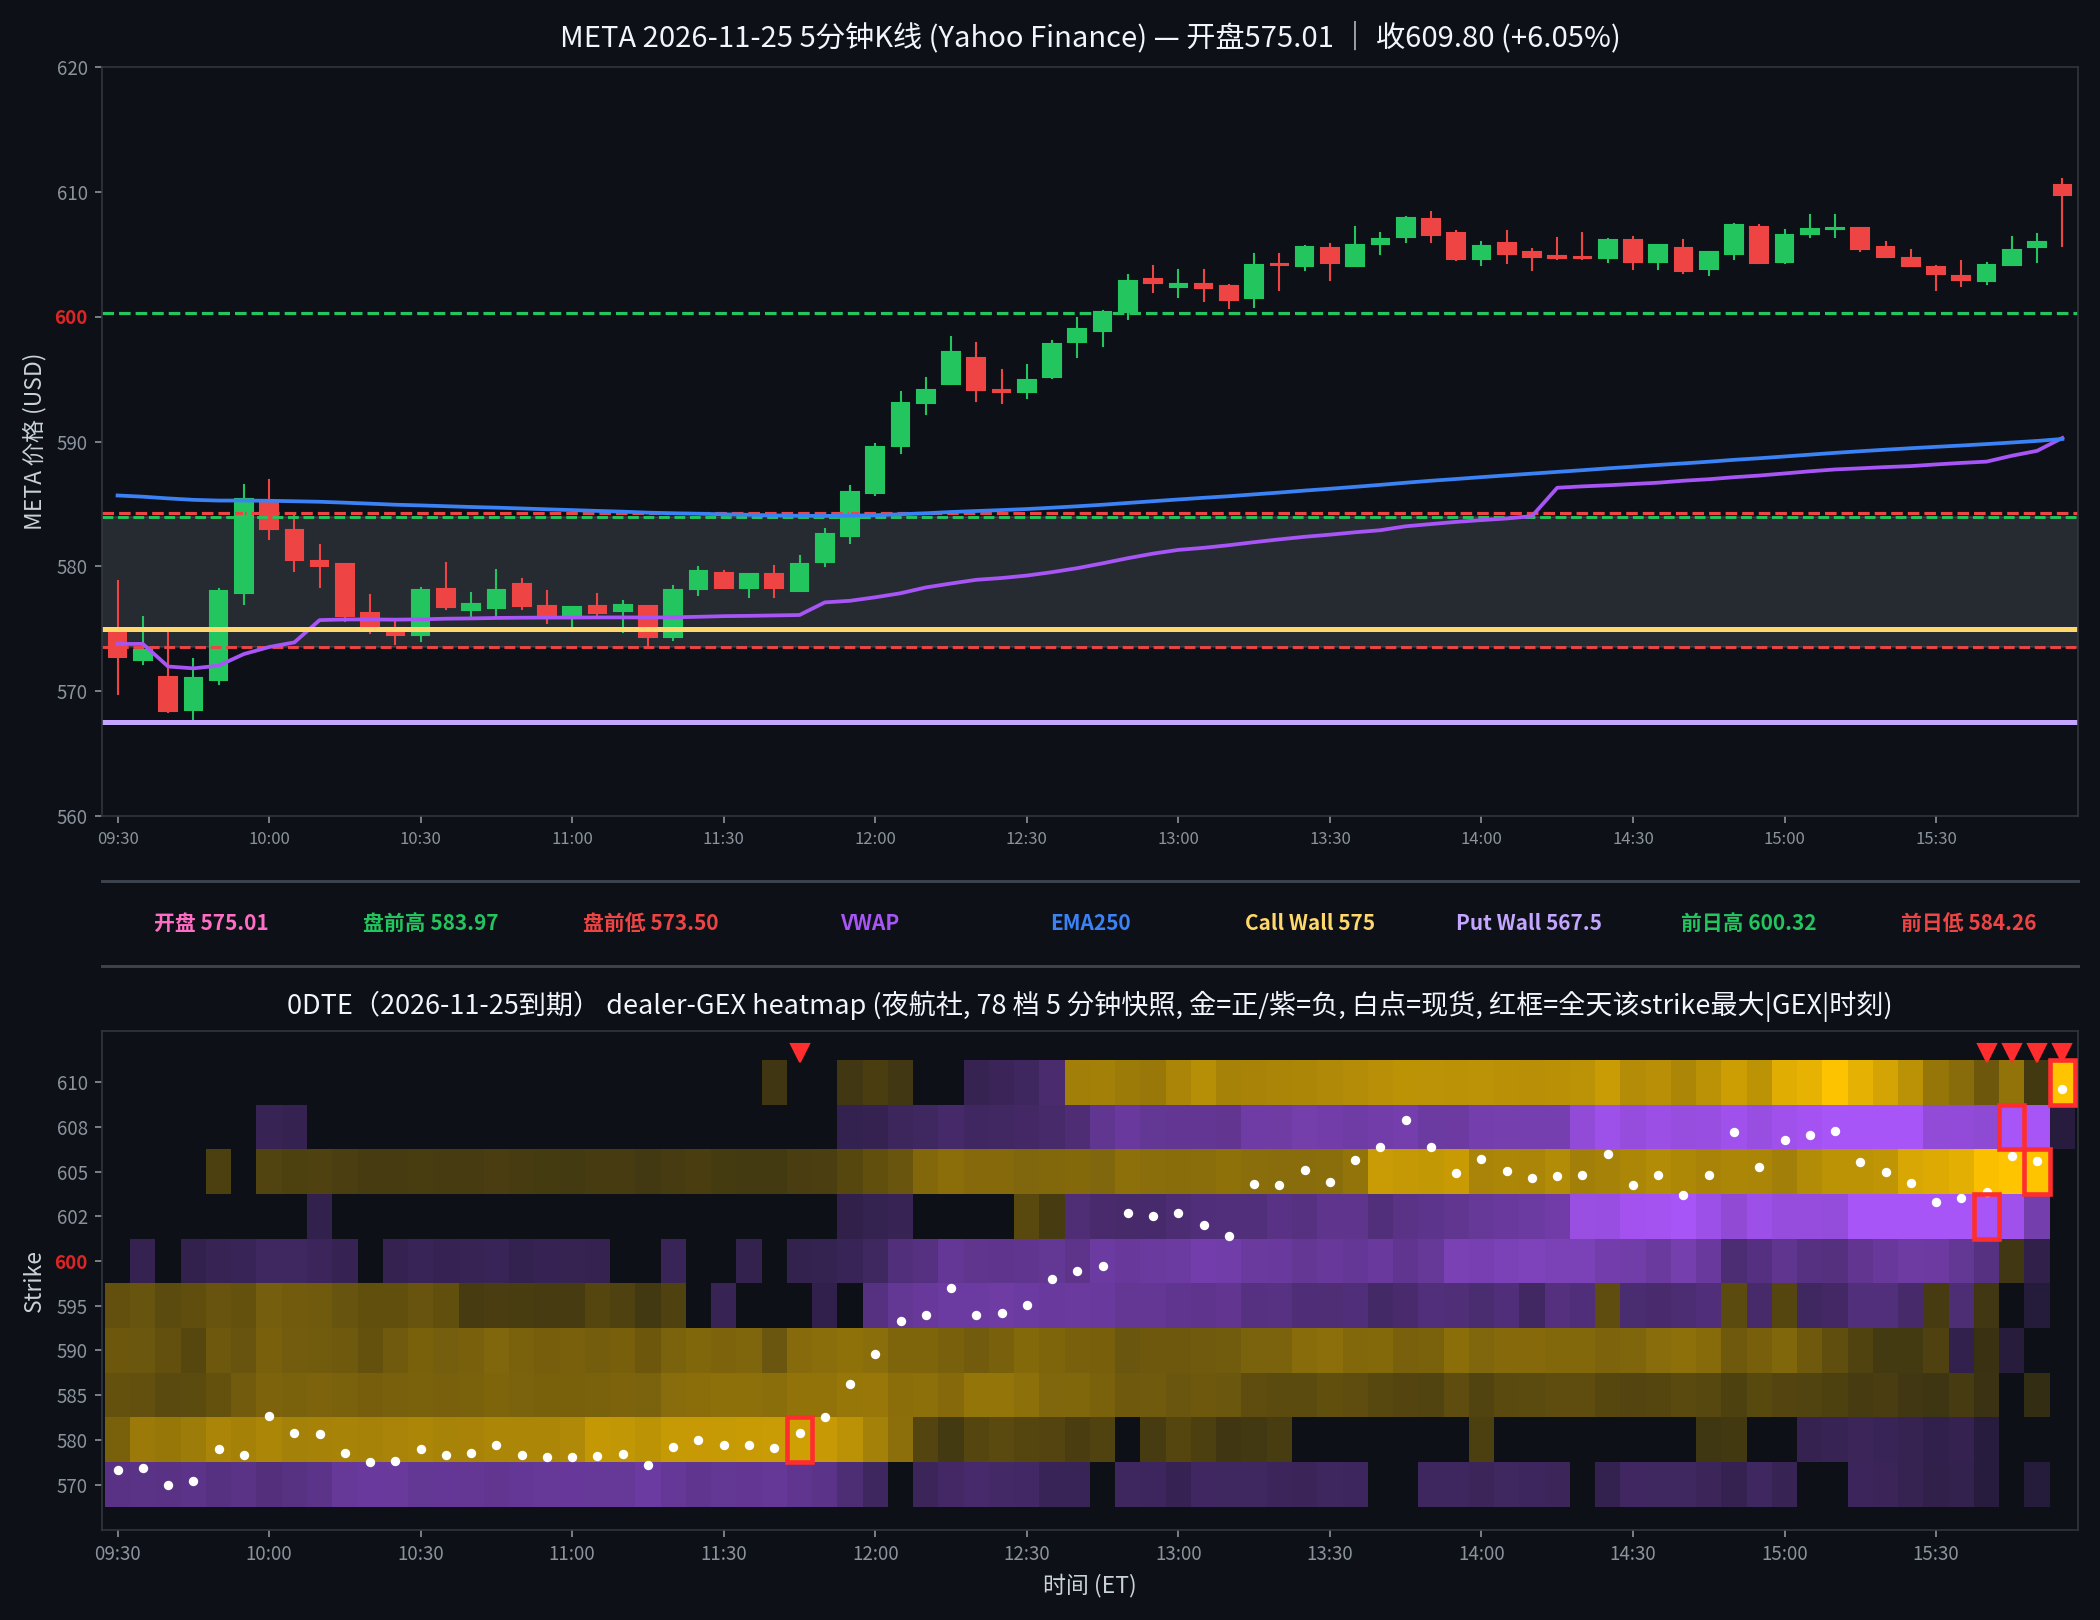 META 2026-11-25 5分钟K线 (Yahoo Finance) — 开盘575.01 ｜ 收609.80 (+6.05%)
META 价格 (USD)
620
610
600
590
580
570
560
09:30 10:00 10:30 11:00 11:30 12:00 12:30 13:00 13:30 14:00 14:30 15:00 15:30
开盘 575.01 盘前高 583.97 盘前低 573.50 VWAP EMA250 Call Wall 575 Put Wall 567.5 前日高 600.32 前日低 584.26
0DTE（2026-11-25到期） dealer-GEX heatmap (夜航社, 78 档 5 分钟快照, 金=正/紫=负, 白点=现货, 红框=全天该strike最大|GEX|时刻)
Strike
610
608
605
602
600
595
590
585
580
570
09:30 10:00 10:30 11:00 11:30 12:00 12:30 13:00 13:30 14:00 14:30 15:00 15:30
时间 (ET)